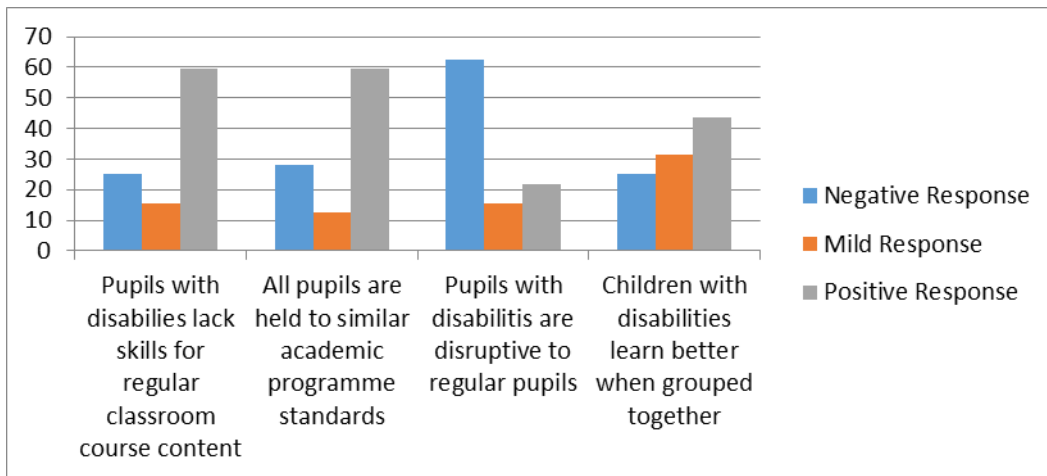 70
60
50
40
30
20
10
0
Pupils with
disabilies lack
skills for
regular
classroom
course content
All pupils are
held to similar
academic
programme
standards
Pupils with
disabilitis are
disruptive to
regular pupils
Children with
disabilities
learn better
when grouped
together
Negative Response
Mild Response
Positive Response